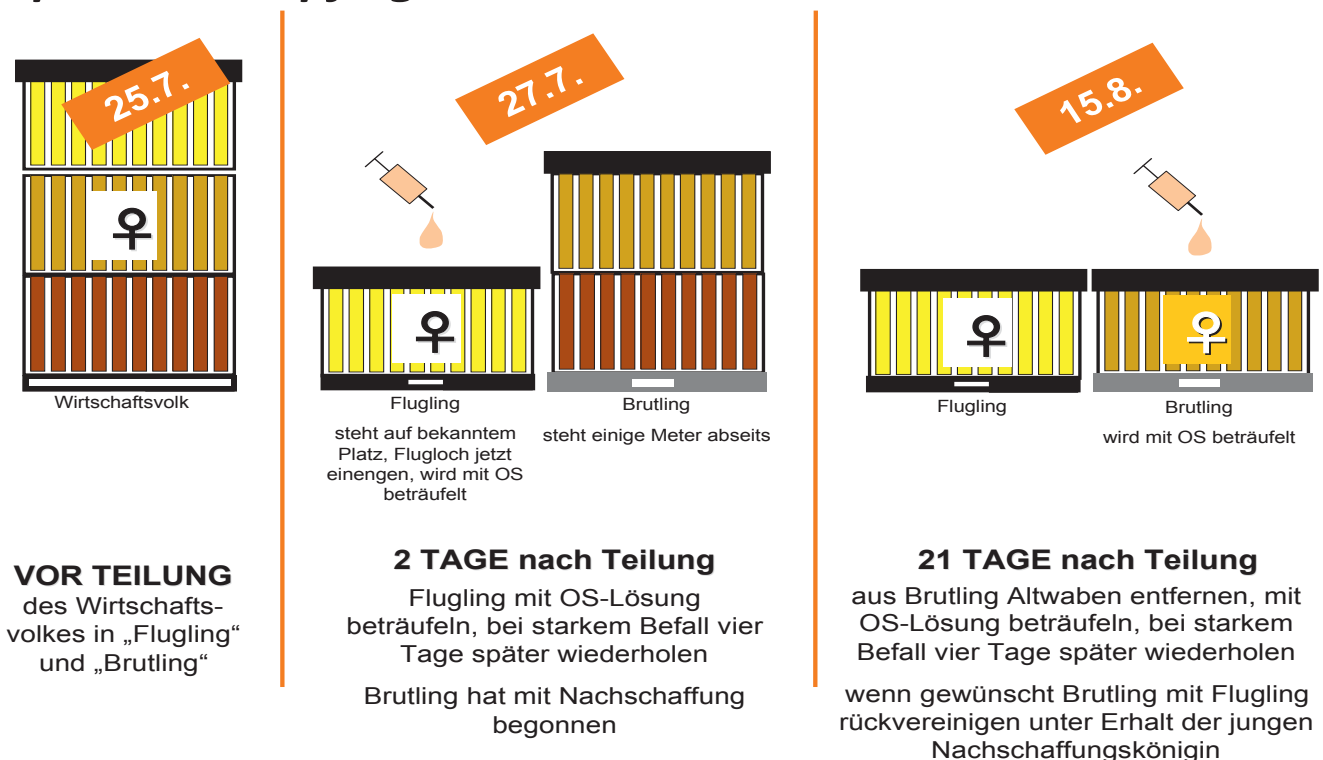 25.7.
Wirtschaftsvolk
VOR TEILUNG
des Wirtschafts-
volkes in „Flugling“
und „Brutling“
27.7.
Flugling
steht auf bekanntem
Platz, Flugloch jetzt
einengen, wird mit OS
beträufelt
Brutling
steht einige Meter abseits
2 TAGE nach Teilung
Flugling mit OS-Lösung
beträufeln, bei starkem Befall vier
Tage später wiederholen
Brutling hat mit Nachschaffung
begonnen
15.8.
Flugling
Brutling
wird mit OS beträufelt
21 TAGE nach Teilung
aus Brutling Altwaben entfernen, mit
OS-Lösung beträufeln, bei starkem
Befall vier Tage später wiederholen
wenn gewünscht Brutling mit Flugling
rückvereinigen unter Erhalt der jungen
Nachschaffungskönigin